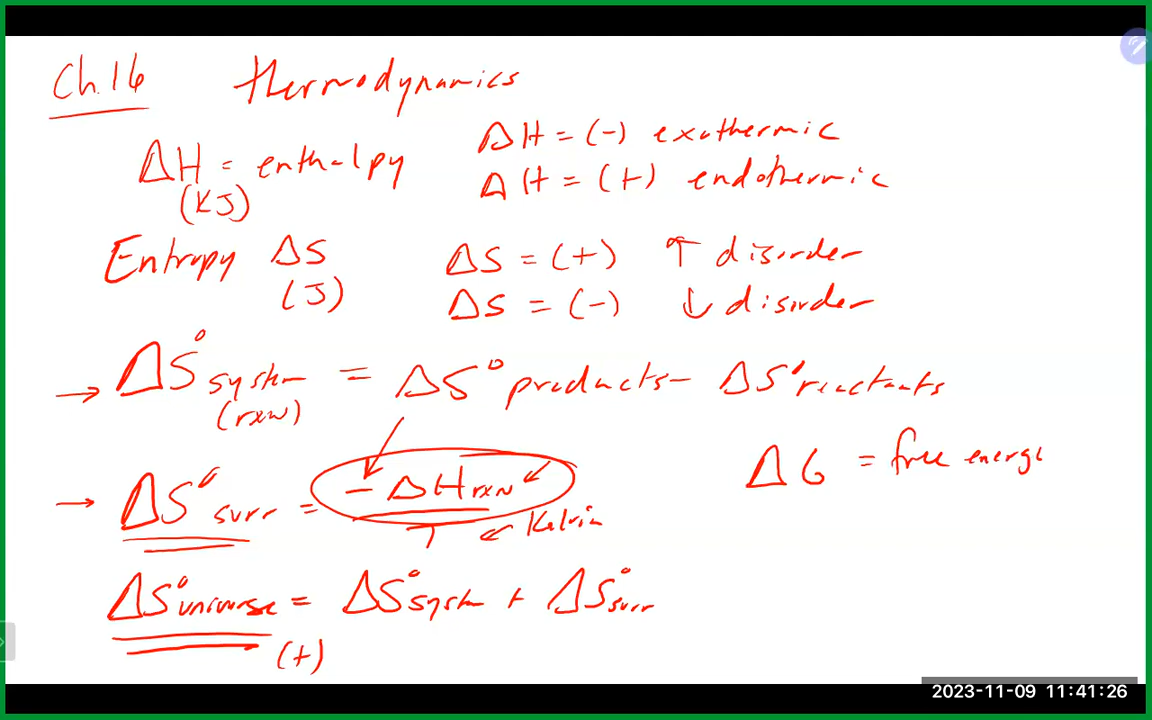 Ch.16 thermodynamics
ΔH = enthalpy
(KJ)
ΔH = (-) exothermic
ΔH = (+) endothermic
Entropy ΔS
(J)
ΔS = (+) ↑ disorder
ΔS = (-) ↓ disorder
→ ΔS° system = ΔS° products - ΔS° reactants
(rxn)
→ ΔS° surr = -ΔH rxn
T ← Kelvin
ΔG = free energy
ΔS° universe = ΔS° system + ΔS° surr
(+)
2023-11-09 11:41:26